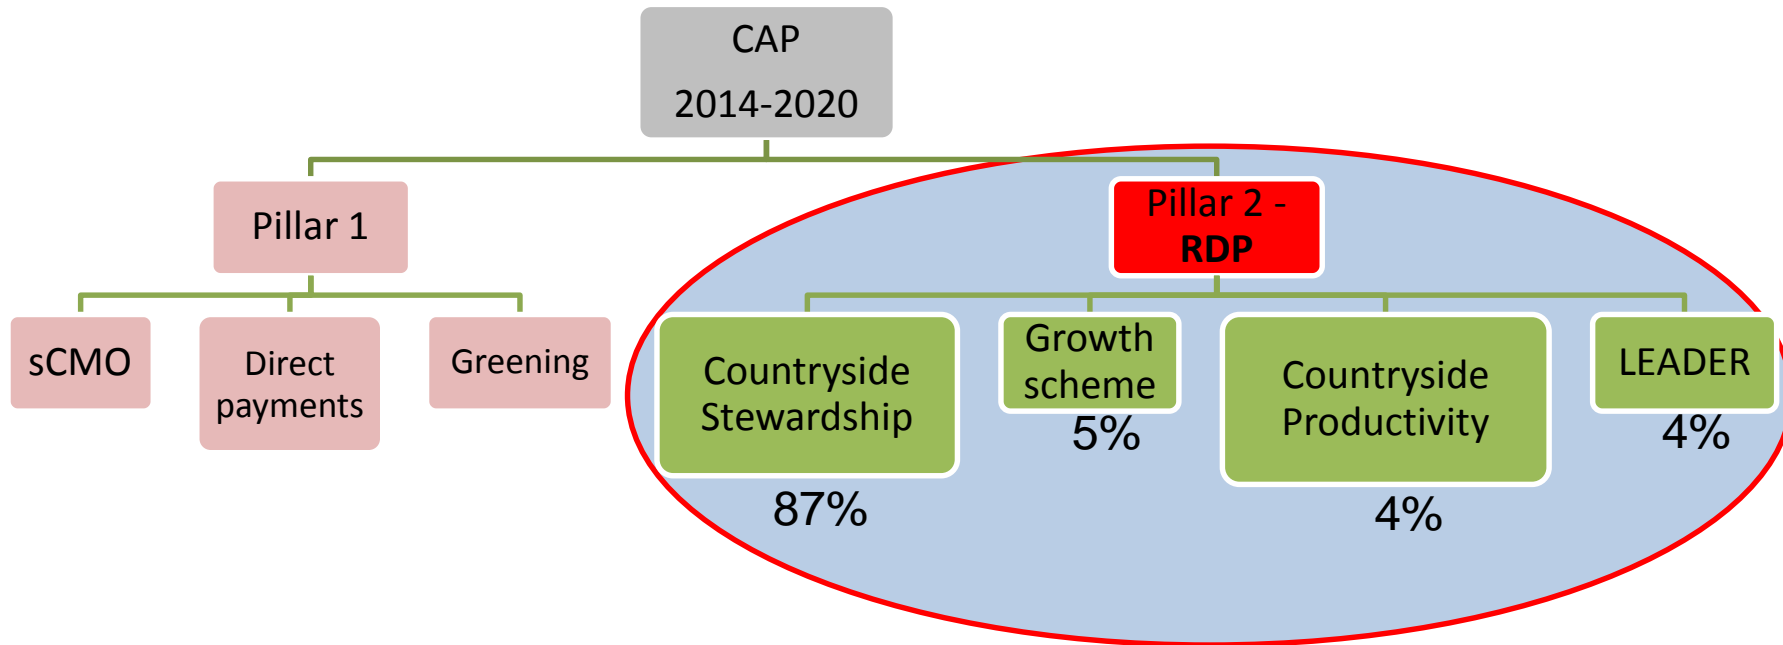 CAP
2014-2020
Pillar 1
Pillar 2 -
RDP
sCMO
Direct
payments
Greening
Countryside
Stewardship
87%
Growth
scheme
5%
Countryside
Productivity
4%
LEADER
4%